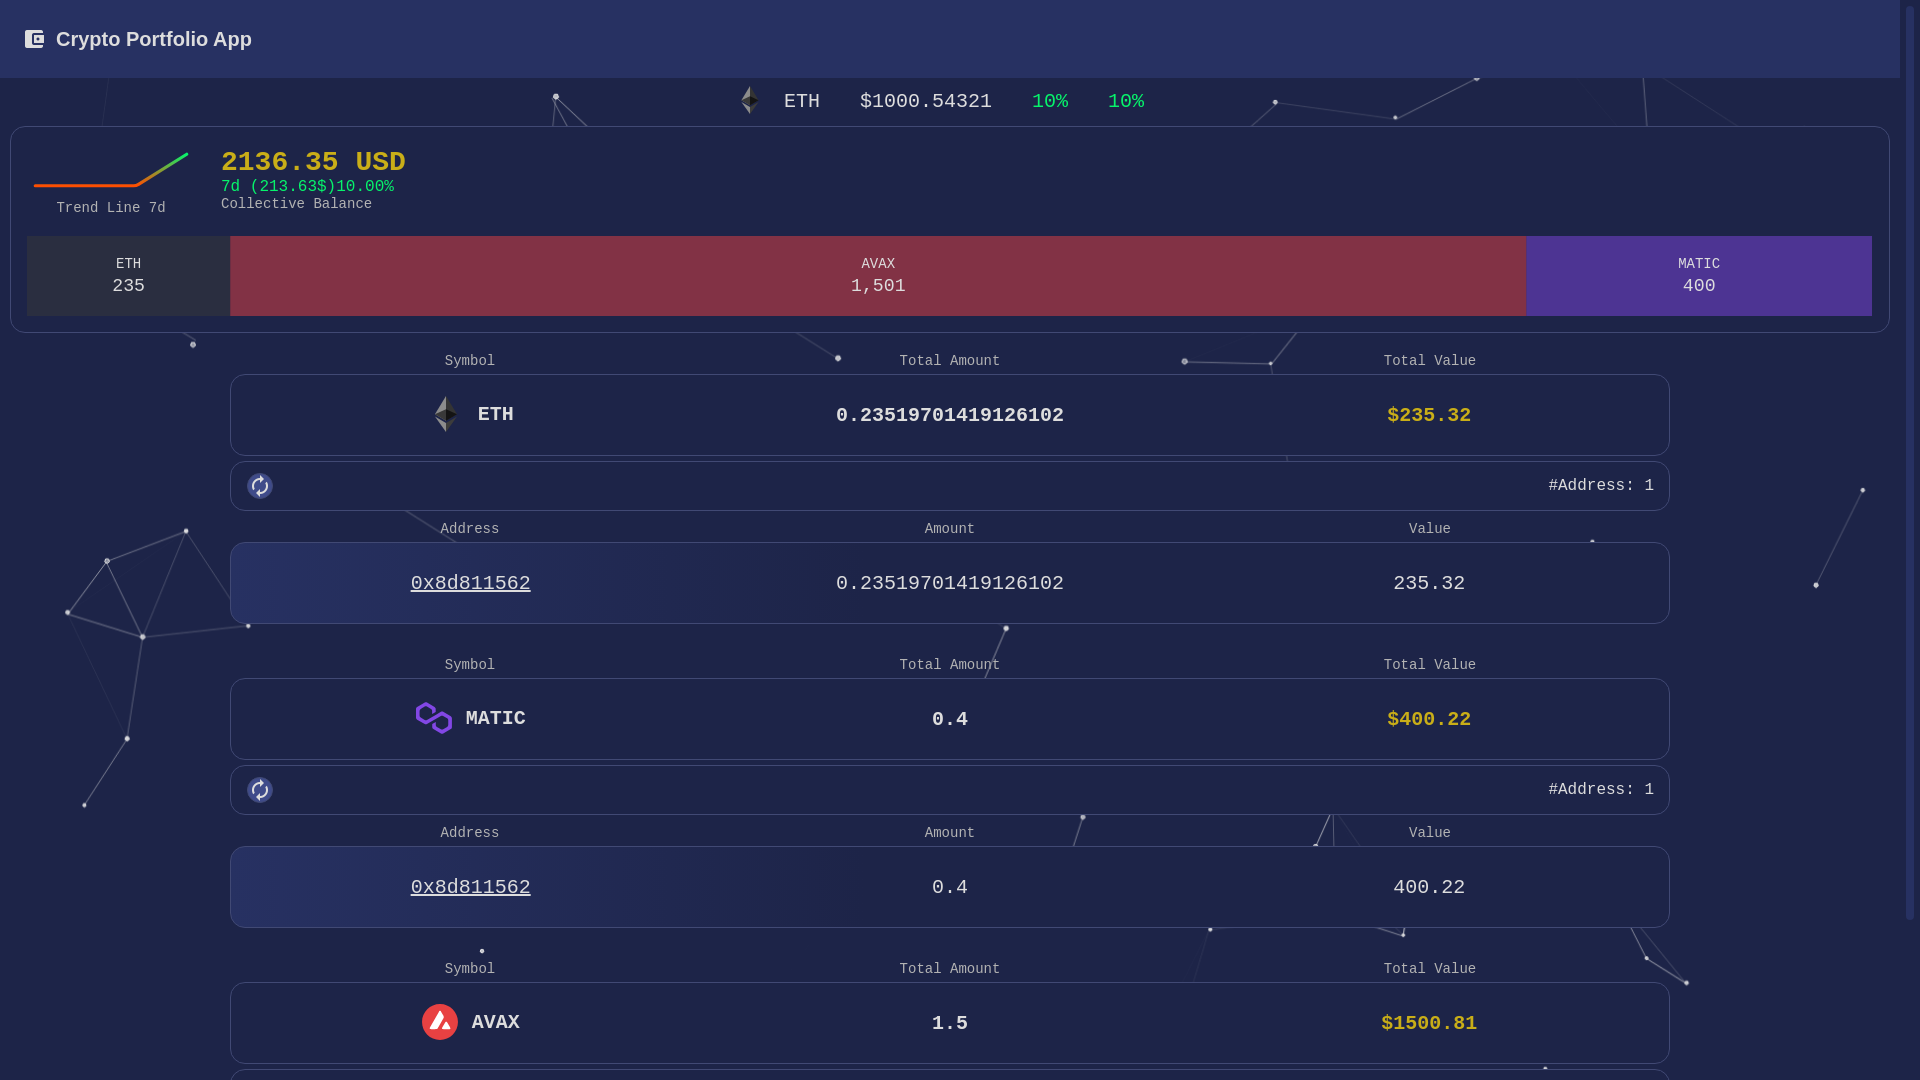 Crypto Portfolio App
ETH $1000.54321 10% 10%
2136.35 USD
7d (213.63$)10.00%
Collective Balance
Trend Line 7d
ETH
235
AVAX
1,501
MATIC
400
Symbol Total Amount Total Value
ETH 0.23519701419126102 $235.32
#Address: 1
Address Amount Value
0x8d811562 0.23519701419126102 235.32
Symbol Total Amount Total Value
MATIC 0.4 $400.22
#Address: 1
Address Amount Value
0x8d811562 0.4 400.22
Symbol Total Amount Total Value
AVAX 1.5 $1500.81